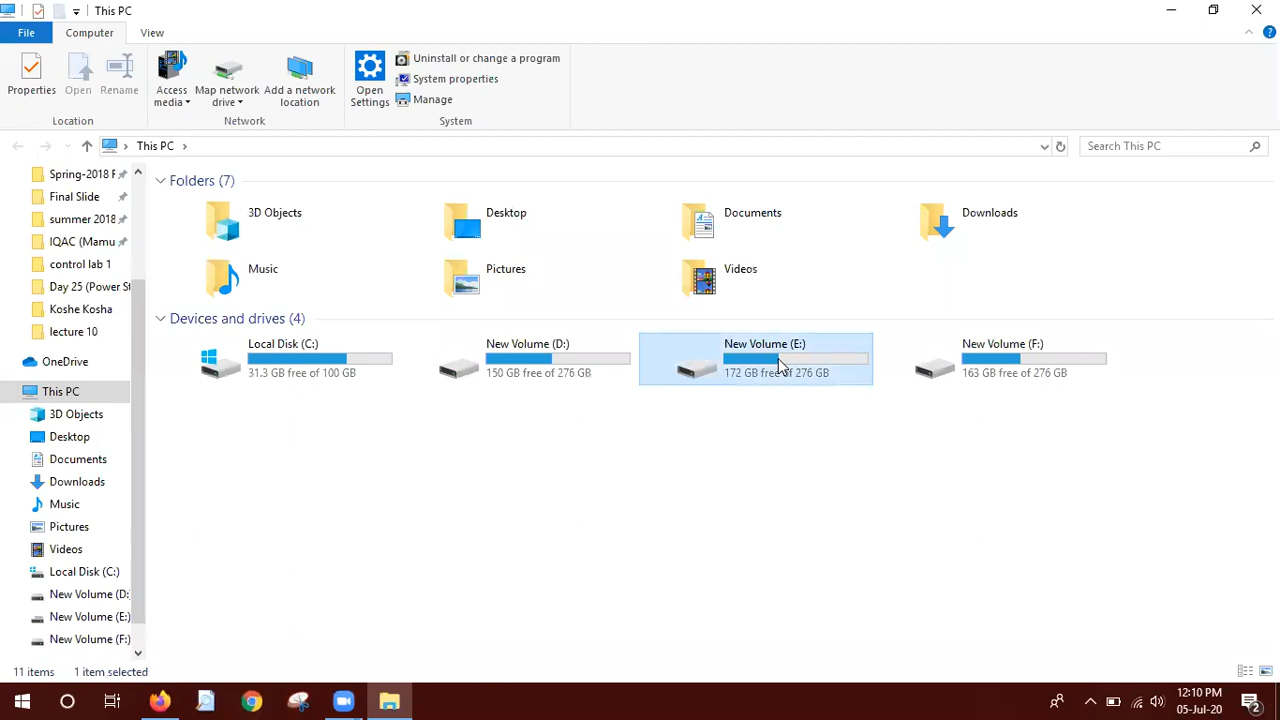 This PC
File
Computer
View
Properties
Open
Rename
Location
Access media
Map network drive
Add a network location
Network
Open Settings
Uninstall or change a program
System properties
Manage
System
This PC
Search This PC
Spring-2018 F
Final Slide
summer 2018
IQAC (Mamu
control lab 1
Day 25 (Power St
Koshe Kosha
lecture 10
OneDrive
This PC
3D Objects
Desktop
Documents
Downloads
Music
Pictures
Videos
Local Disk (C:)
New Volume (D:
New Volume (E:)
New Volume (F:)
Folders (7)
3D Objects
Desktop
Documents
Downloads
Music
Pictures
Videos
Devices and drives (4)
Local Disk (C:)
31.3 GB free of 100 GB
New Volume (D:)
150 GB free of 276 GB
New Volume (E:)
172 GB free of 276 GB
New Volume (F:)
163 GB free of 276 GB
11 items
1 item selected
12:10 PM
05-Jul-20
2